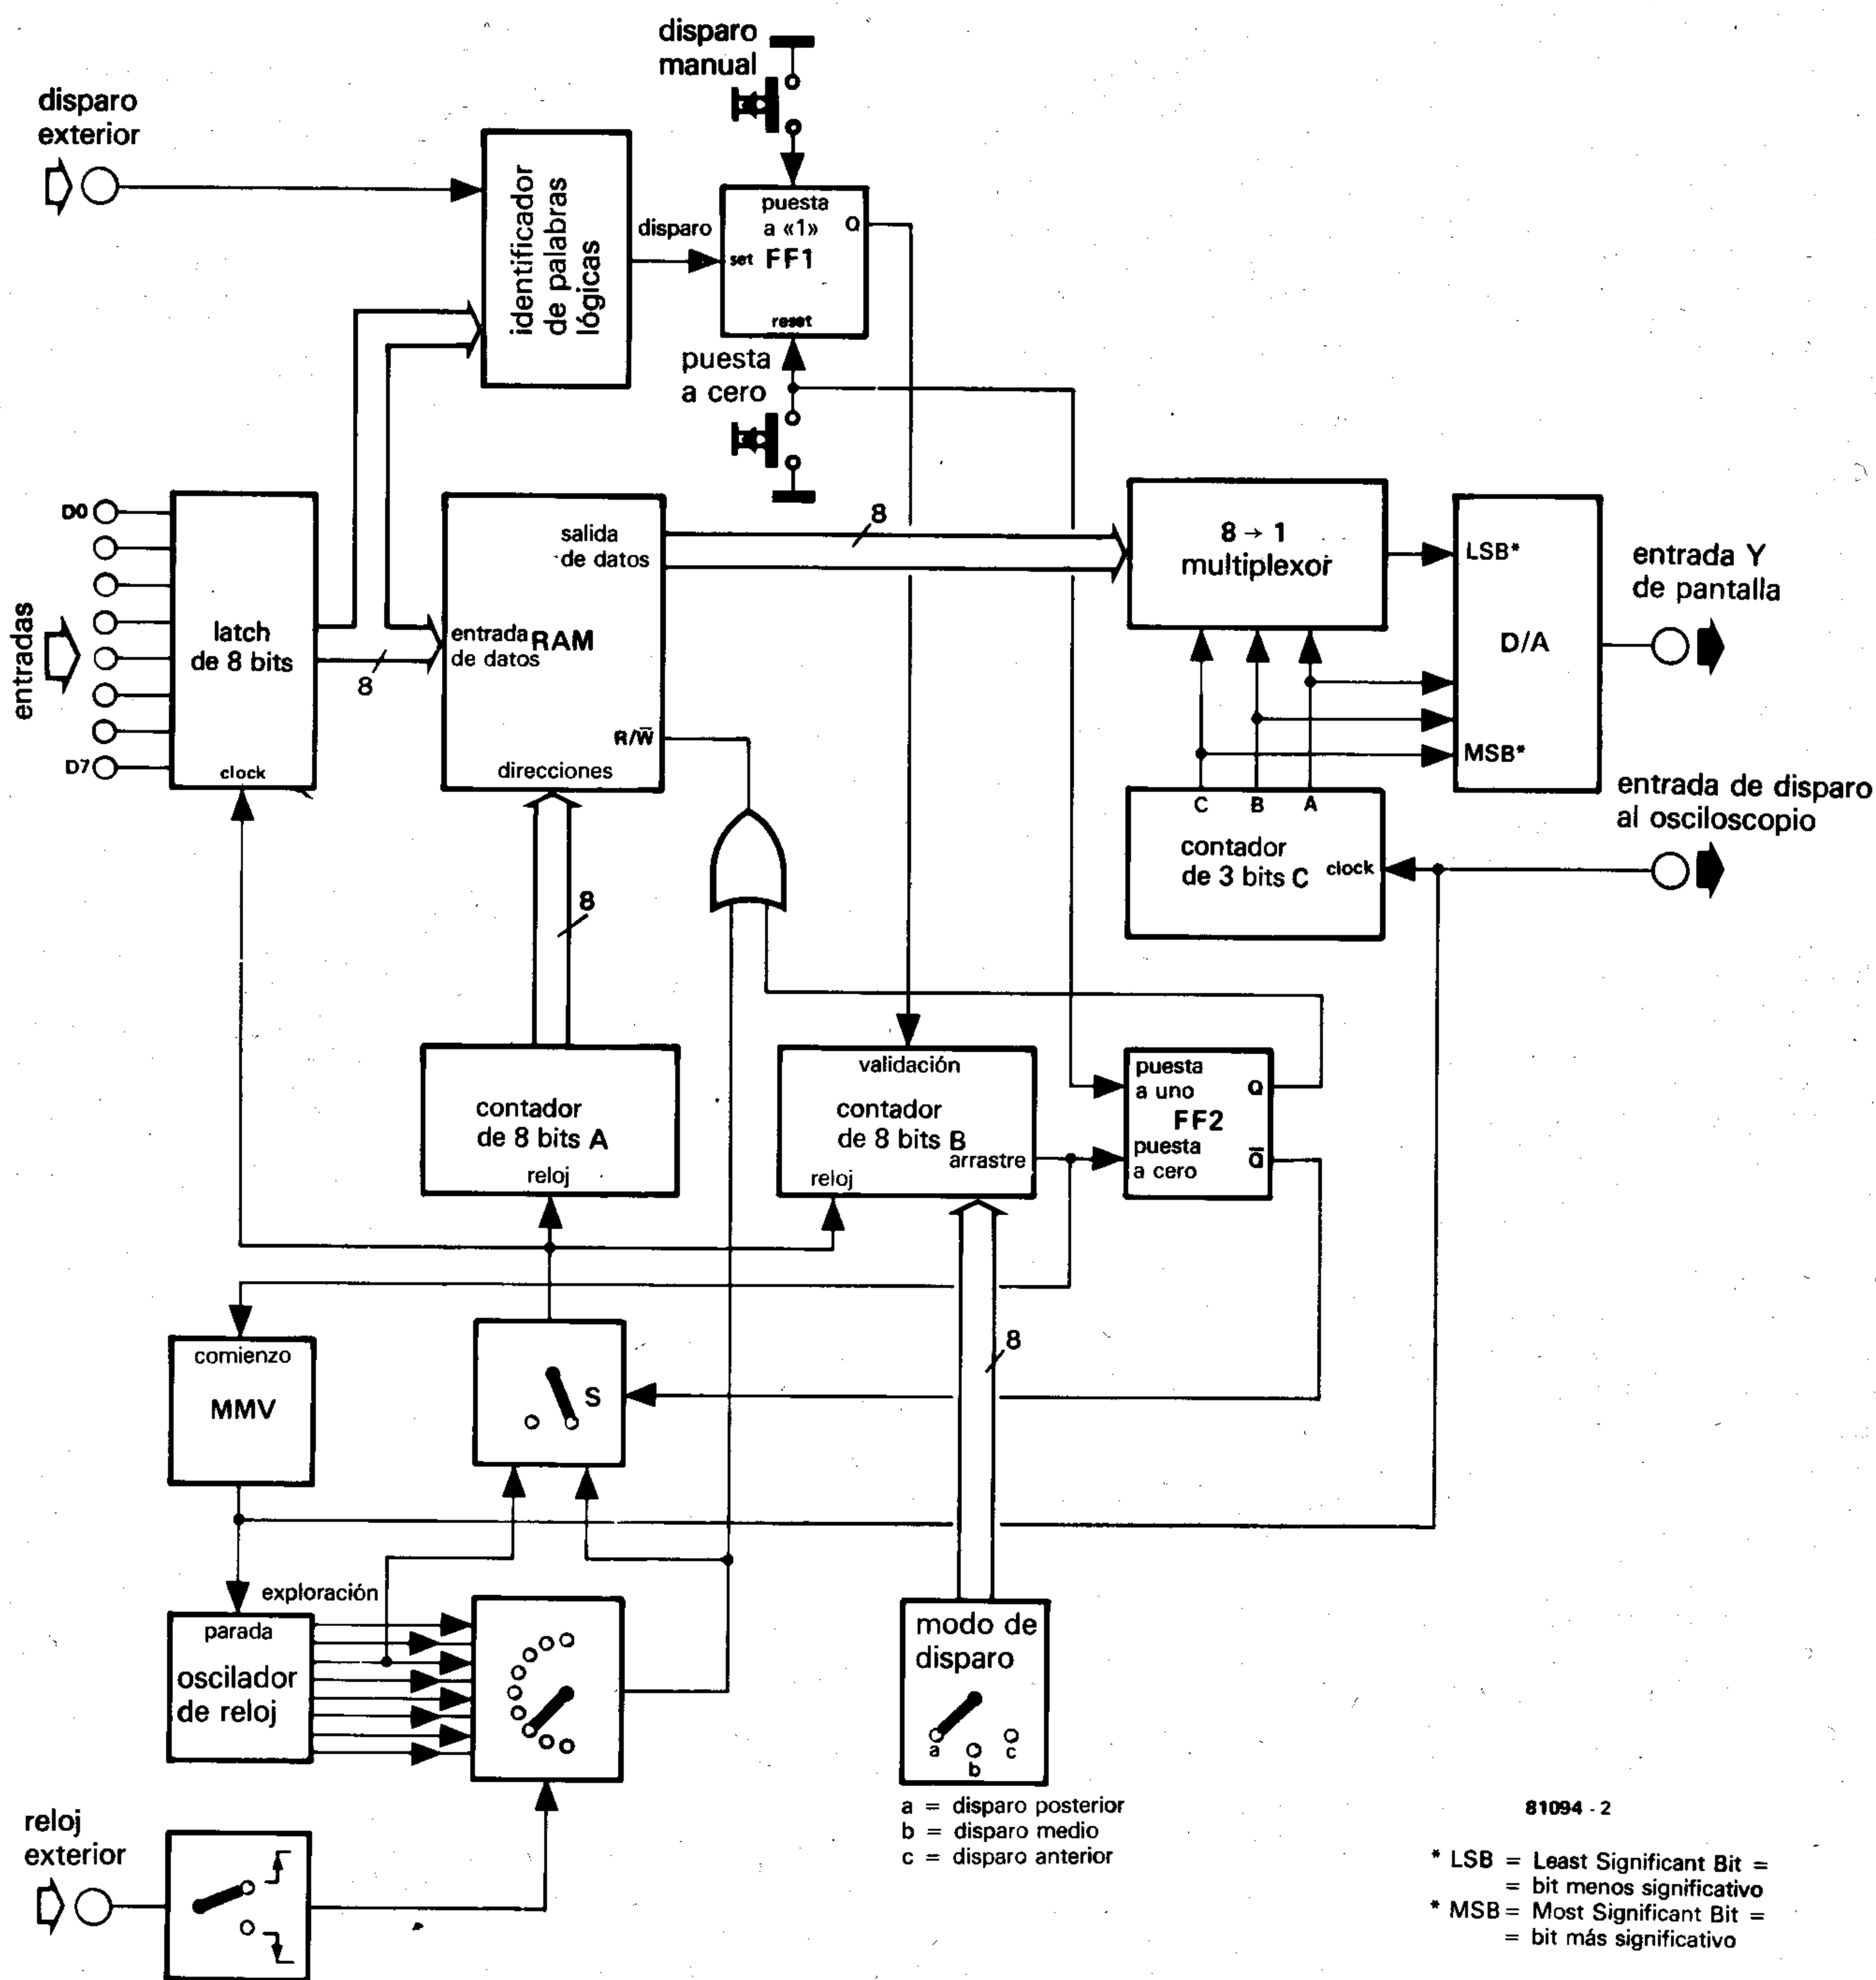 disparo
manual
disparo
exterior
identificador
de palabras
lógicas
disparo
puesta
a «1»
Q
set FF1
reset
puesta
a cero
entradas
D0
D7
latch
de 8 bits
clock
8
salida
de datos
entrada RAM
de datos
R/W̅
direcciones
8
8 → 1
multiplexor
LSB*
D/A
MSB*
entrada Y
de pantalla
entrada de disparo
al osciloscopio
C B A
contador
de 3 bits C
clock
8
contador
de 8 bits A
reloj
validación
contador
de 8 bits B
arrastre
reloj
puesta
a uno
Q
FF2
puesta
a cero
Q̅
comienzo
MMV
S
8
exploración
parada
oscilador
de reloj
modo de
disparo
a
b
c
a = disparo posterior
b = disparo medio
c = disparo anterior
reloj
exterior
81094 - 2
* LSB = Least Significant Bit =
= bit menos significativo
* MSB = Most Significant Bit =
= bit más significativo